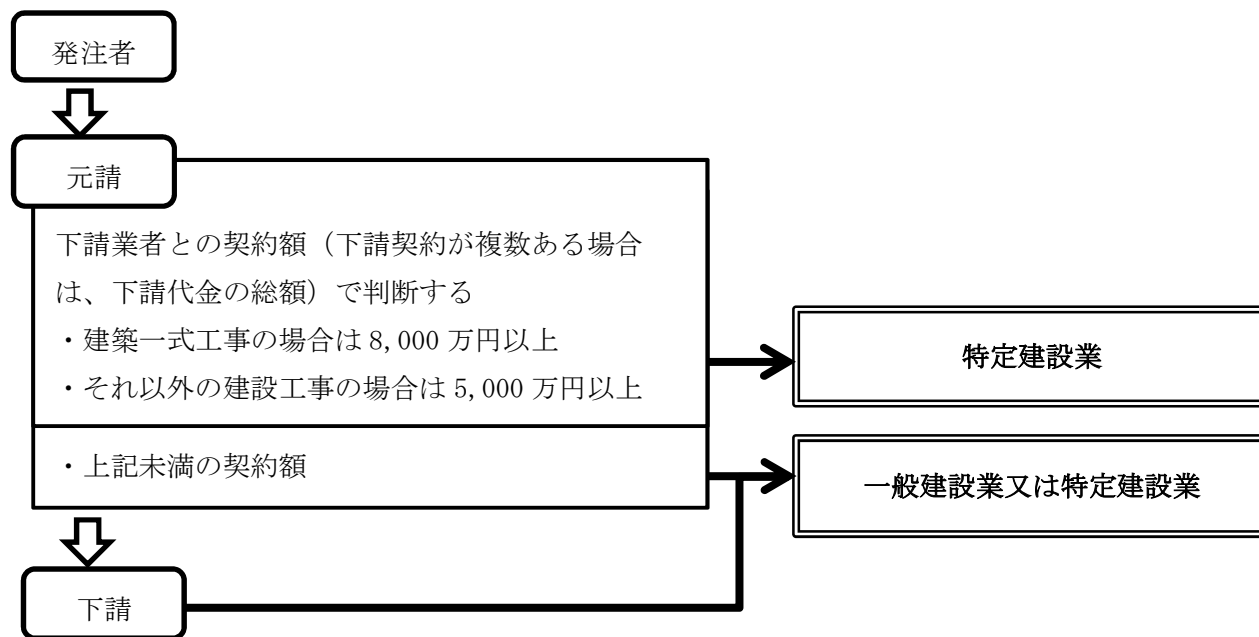 発注者
元請
下請業者との契約額（下請契約が複数ある場合
は、下請代金の総額）で判断する
・建築一式工事の場合は 8,000 万円以上
・それ以外の建設工事の場合は 5,000 万円以上
特定建設業
・上記未満の契約額
一般建設業又は特定建設業
下請